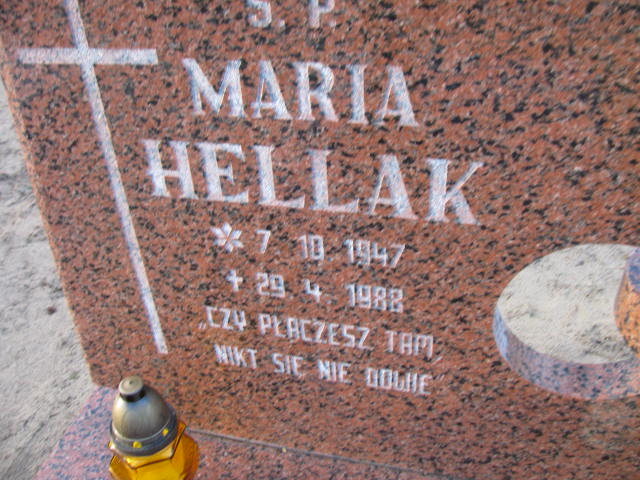 Ś. P.
MARIA
HELLAK
* 7. 10. 1947
+ 29. 4. 1988
„CZY PŁACZESZ TAM,
NIKT SIĘ NIE DOWIE"